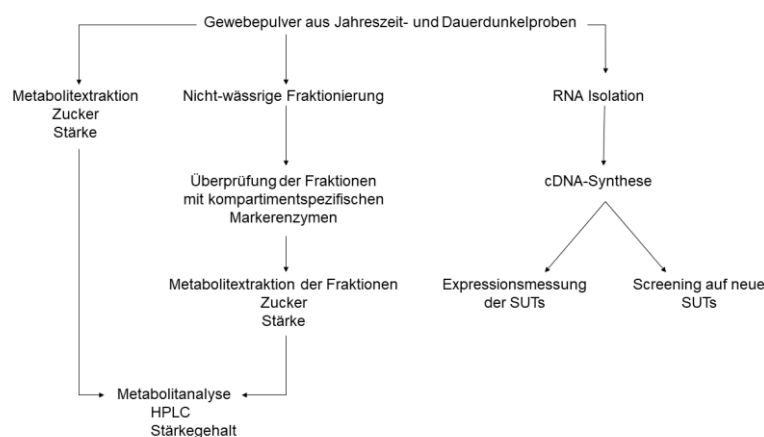 Gewebepulver aus Jahreszeit- und Dauerdunkelproben
Metabolitextraktion
Zucker
Stärke
Nicht-wässrige Fraktionierung
RNA Isolation
Überprüfung der Fraktionen
mit kompartimentspezifischen
Markerenzymen
cDNA-Synthese
Metabolitextraktion der Fraktionen
Zucker
Stärke
Expressionsmessung
der SUTs
Screening auf neue
SUTs
Metabolitanalyse
HPLC
Stärkegehalt